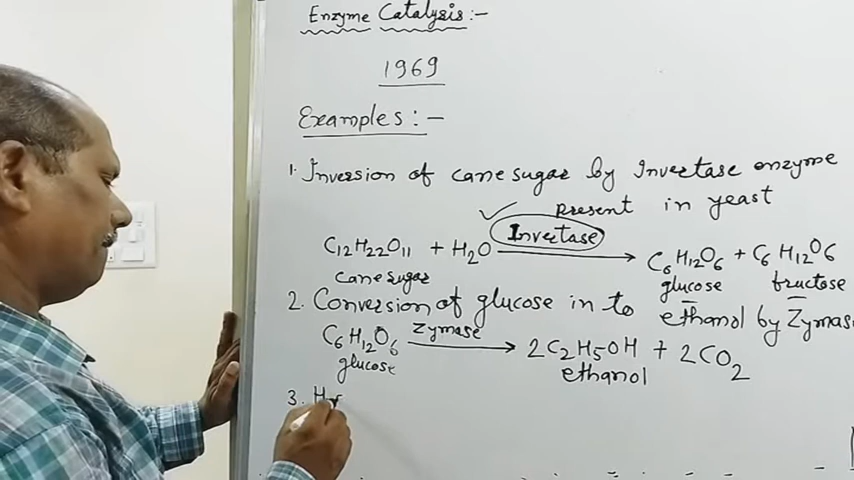 Enzyme Catalysis :-
1969
Examples :-
1. Inversion of cane sugar by Invertase enzyme
present in yeast
C12H22O11 + H2O Invertase → C6H12O6 + C6H12O6
cane sugar glucose fructose
2. Conversion of glucose in to ethanol by Zymase
C6H12O6 Zymase → 2C2H5OH + 2CO2
glucose ethanol
3. Hy